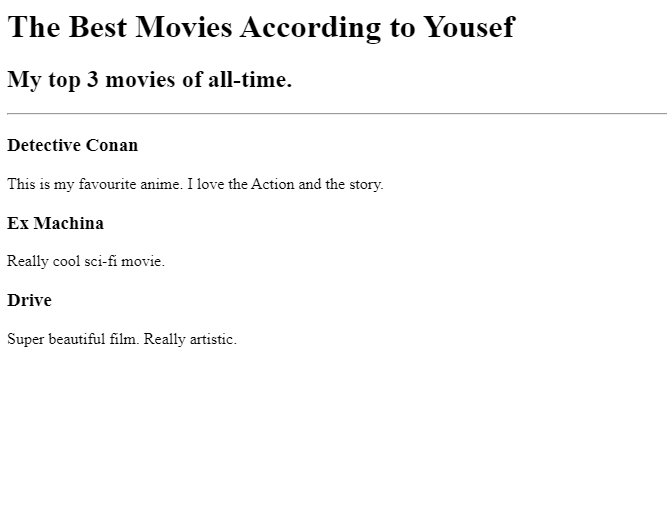 The Best Movies According to Yousef
My top 3 movies of all-time.
Detective Conan
This is my favourite anime. I love the Action and the story.
Ex Machina
Really cool sci-fi movie.
Drive
Super beautiful film. Really artistic.